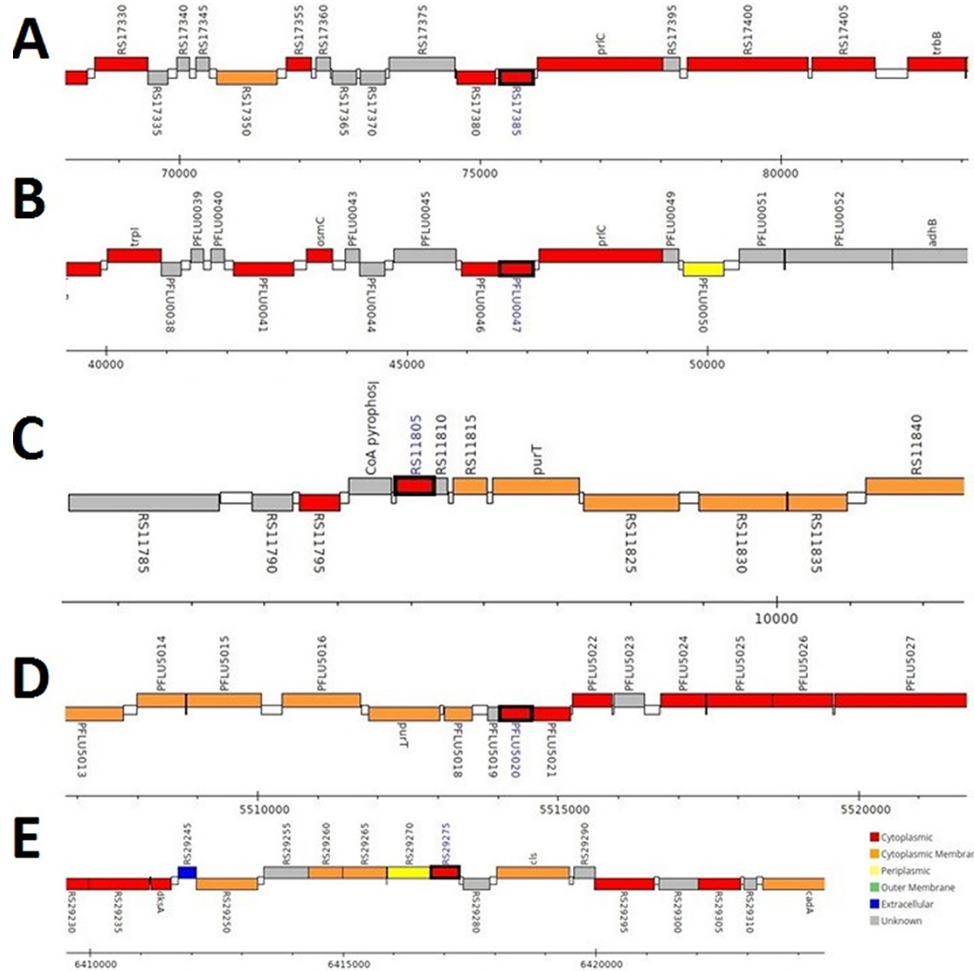 A
RS17330
RS17340
RS17345
RS17355
RS17360
RS17375
prlC
RS17395
RS17400
RS17405
trbB
RS17335
RS17350
RS17365
RS17370
RS17380
RS17385
70000
75000
80000
B
trpI
PFLU0039
PFLU0040
osmC
PFLU0043
PFLU0045
prlC
PFLU0049
PFLU0051
PFLU0052
adhB
PFLU0038
PFLU0041
PFLU0044
PFLU0046
PFLU0047
PFLU0050
40000
45000
50000
C
CoA pyrophosj
RS11805
RS11810
RS11815
purT
RS11840
RS11785
RS11790
RS11795
RS11825
RS11830
RS11835
10000
D
PFLU5014
PFLU5015
PFLU5016
PFLU5022
PFLU5023
PFLU5024
PFLU5025
PFLU5026
PFLU5027
PFLU5013
purT
PFLU5018
PFLU5019
PFLU5020
PFLU5021
5510000
5515000
5520000
E
RS29245
RS29255
RS29260
RS29265
RS29270
RS29275
cls
RS29290
RS29230
RS29235
dksA
RS29250
RS29280
RS29295
RS29300
RS29305
RS29310
cadA
6410000
6415000
6420000
Cytoplasmic
Cytoplasmic Membrar
Periplasmic
Outer Membrane
Extracellular
Unknown